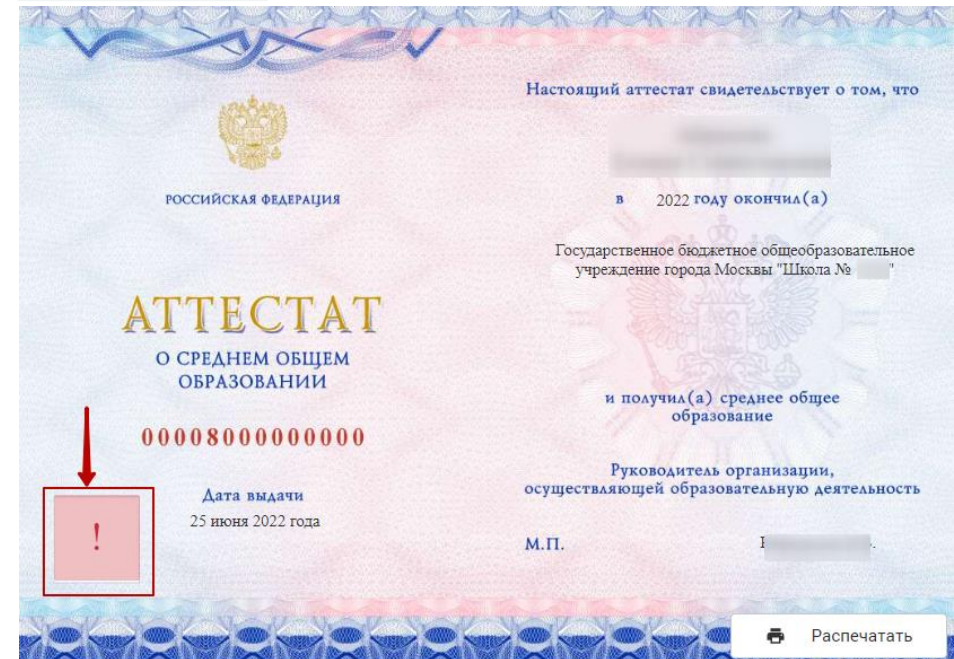 РОССИЙСКАЯ ФЕДЕРАЦИЯ
АТТЕСТАТ
О СРЕДНЕМ ОБЩЕМ
ОБРАЗОВАНИИ
00008000000000
Дата выдачи
25 июня 2022 года
!
Настоящий аттестат свидетельствует о том, что
в 2022 году окончил(а)
Государственное бюджетное общеобразовательное
учреждение города Москвы "Школа № "
и получил(а) среднее общее
образование
Руководитель организации,
осуществляющей образовательную деятельность
М.П.
Распечатать